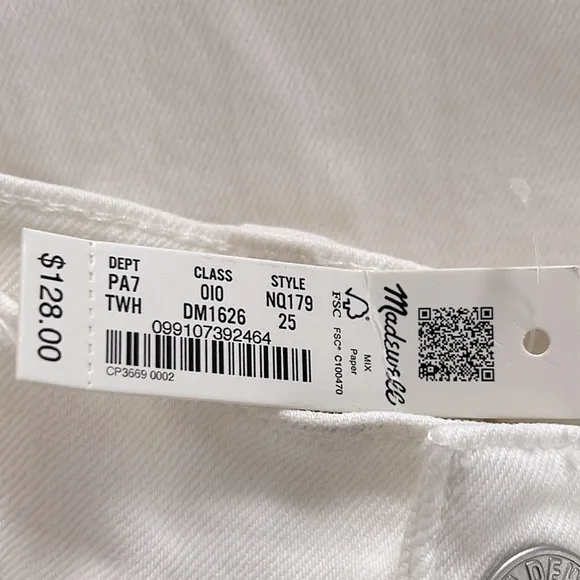 $128.00
DEPT CLASS STYLE
PA7 010 NQ179
TWH DM1626 25
099107392464
CP3669 0002
FSC
MIX
Paper
FSC® C100470
Madewell
DEN